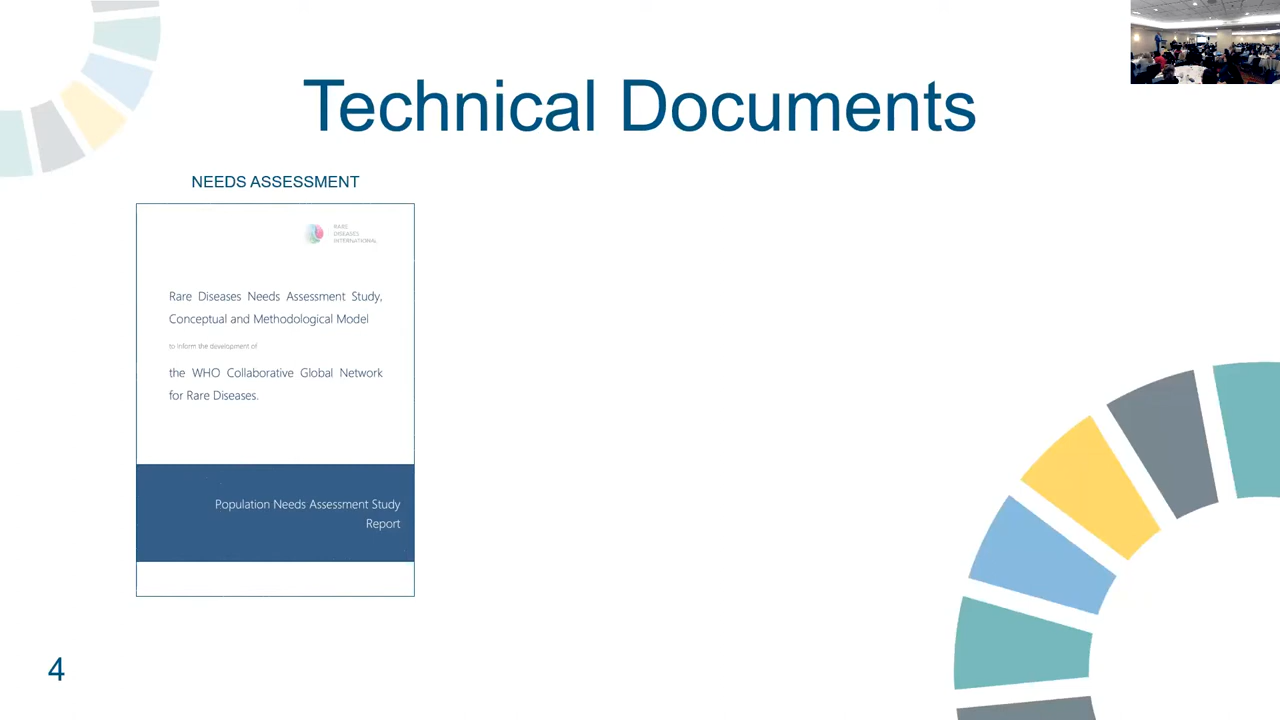 Technical Documents
NEEDS ASSESSMENT
RARE
DISEASES
INTERNATIONAL
Rare Diseases Needs Assessment Study,
Conceptual and Methodological Model
to inform the development of
the WHO Collaborative Global Network
for Rare Diseases.
Population Needs Assessment Study
Report
4